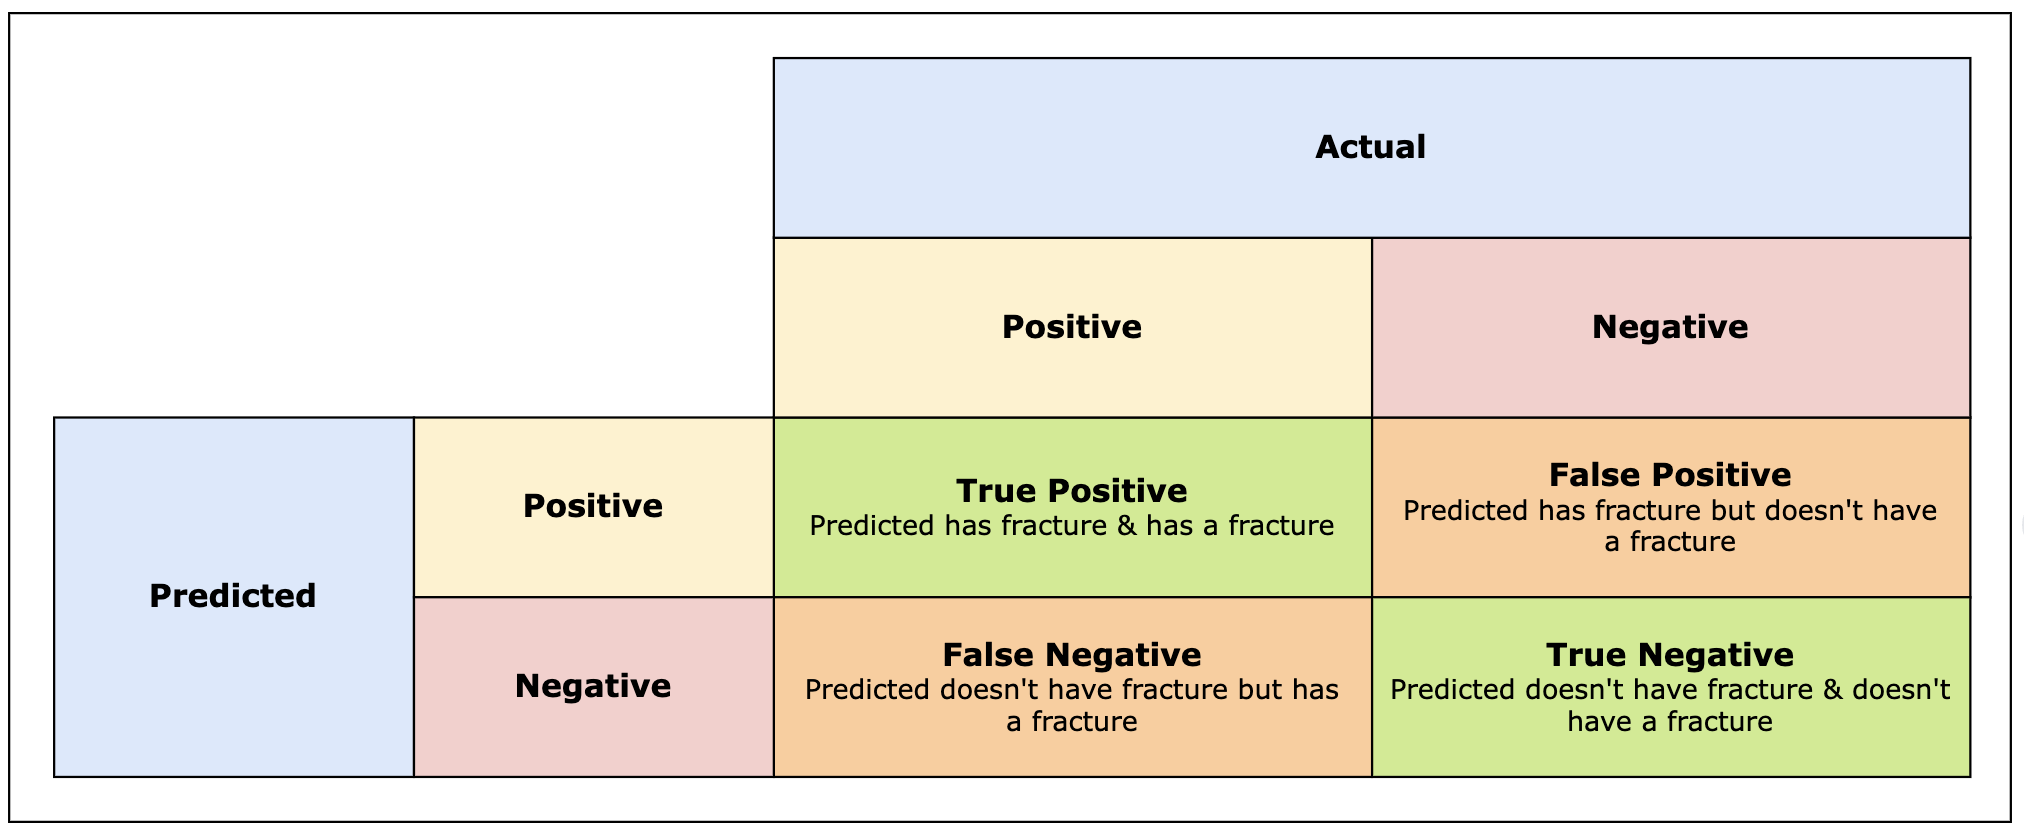 Actual
Positive
Negative
Predicted
Positive
True Positive
Predicted has fracture & has a fracture
False Positive
Predicted has fracture but doesn't have
a fracture
Negative
False Negative
Predicted doesn't have fracture but has
a fracture
True Negative
Predicted doesn't have fracture & doesn't
have a fracture